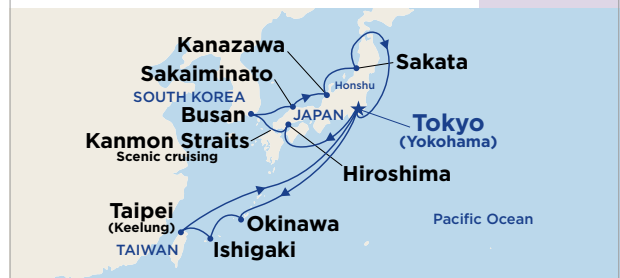 Kanazawa
Sakata
Sakaiminato
Honshu
SOUTH KOREA
Busan
JAPAN
Tokyo
(Yokohama)
Kanmon Straits
Scenic cruising
Hiroshima
Taipei
(Keelung)
Okinawa
Pacific Ocean
TAIWAN
Ishigaki